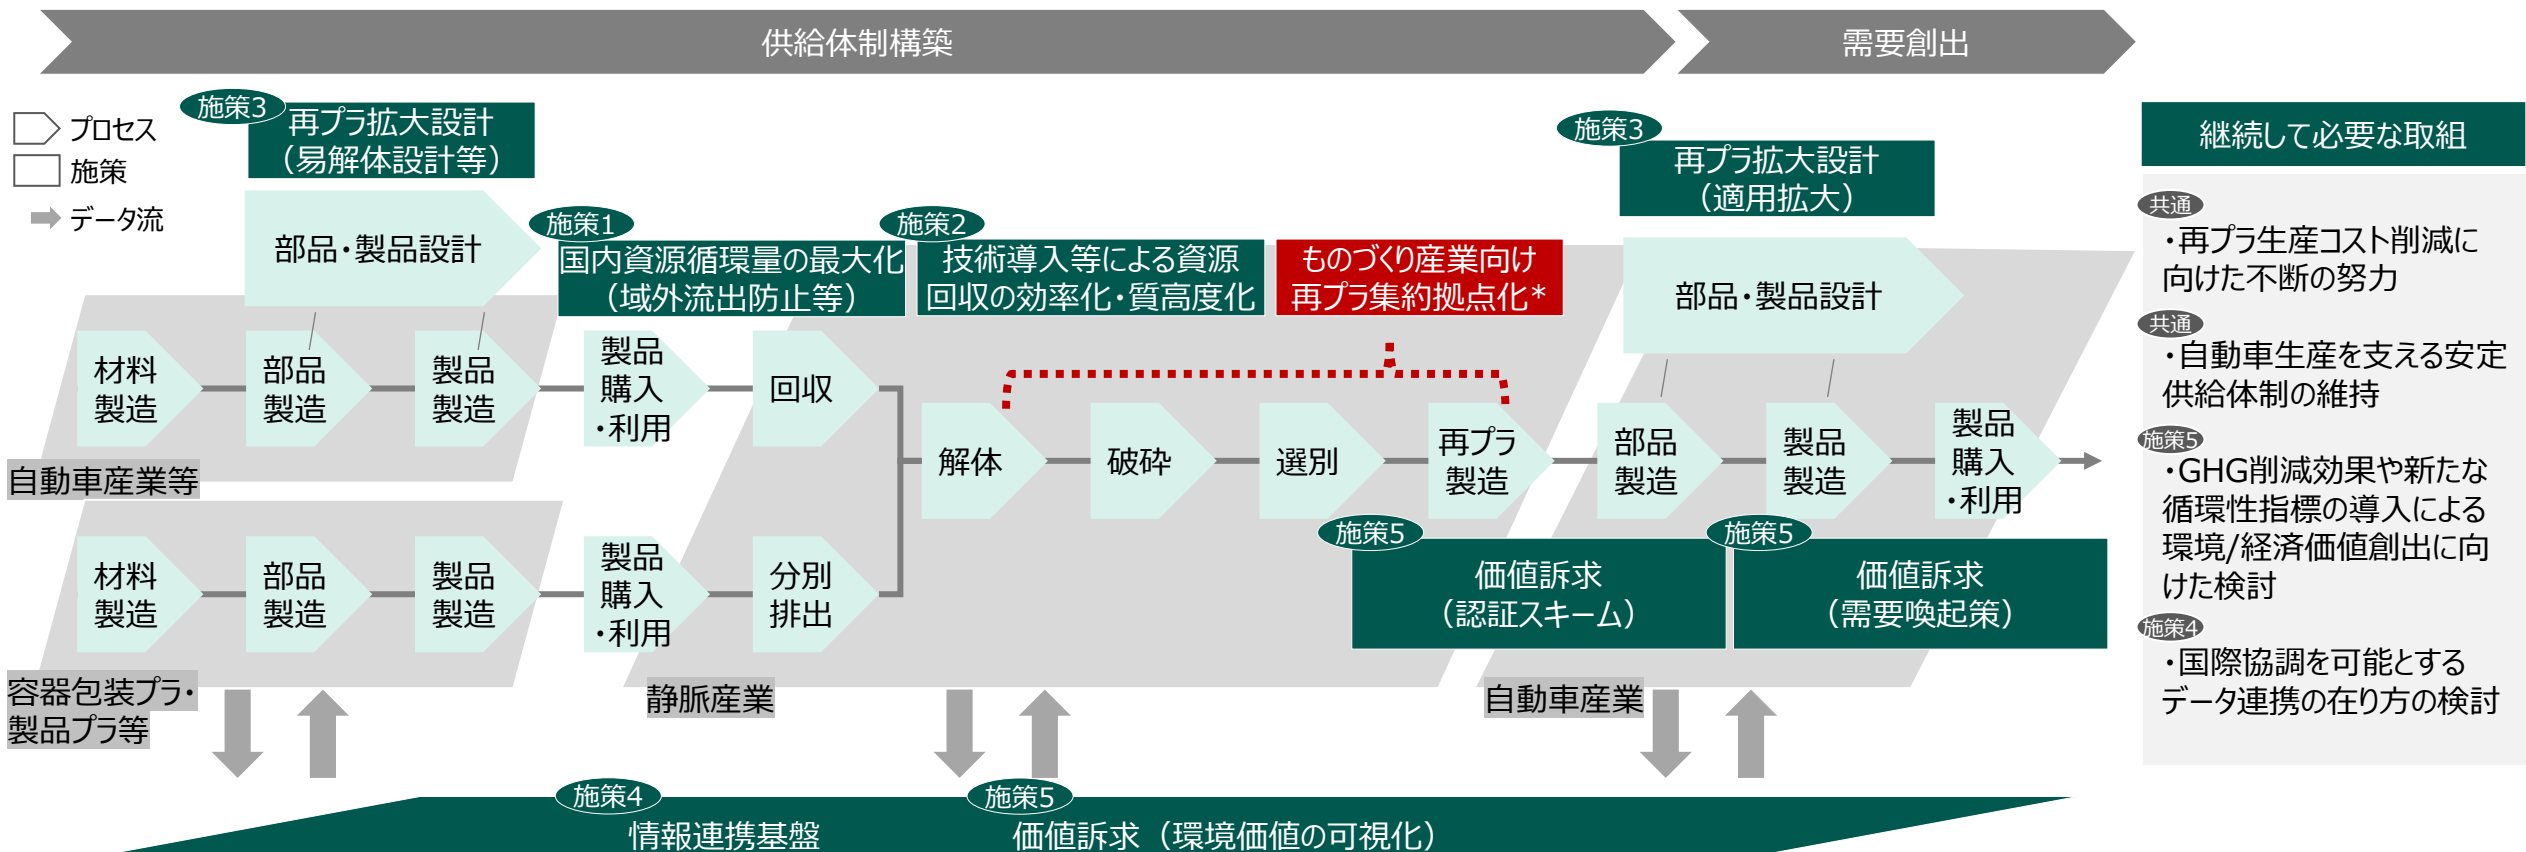 供給体制構築
需要創出
プロセス
施策
データ流
施策3
再プラ拡大設計
（易解体設計等）
部品・製品設計
施策1
国内資源循環量の最大化
（域外流出防止等）
施策2
技術導入等による資源
回収の効率化・質高度化
ものづくり産業向け
再プラ集約拠点化*
施策3
再プラ拡大設計
（適用拡大）
部品・製品設計
材料
製造
部品
製造
製品
製造
製品
購入
・利用
回収
自動車産業等
解体
破砕
選別
再プラ
製造
部品
製造
製品
製造
製品
購入
・利用
材料
製造
部品
製造
製品
製造
製品
購入
・利用
分別
排出
容器包装プラ・
製品プラ等
静脈産業
施策5
価値訴求
（認証スキーム）
施策5
価値訴求
（需要喚起策）
自動車産業
施策4
情報連携基盤
施策5
価値訴求（環境価値の可視化）
継続して必要な取組
共通
・再プラ生産コスト削減に
向けた不断の努力
共通
・自動車生産を支える安定
供給体制の維持
施策5
・GHG削減効果や新たな
循環性指標の導入による
環境/経済価値創出に向
けた検討
施策4
・国際協調を可能とする
データ連携の在り方の検討